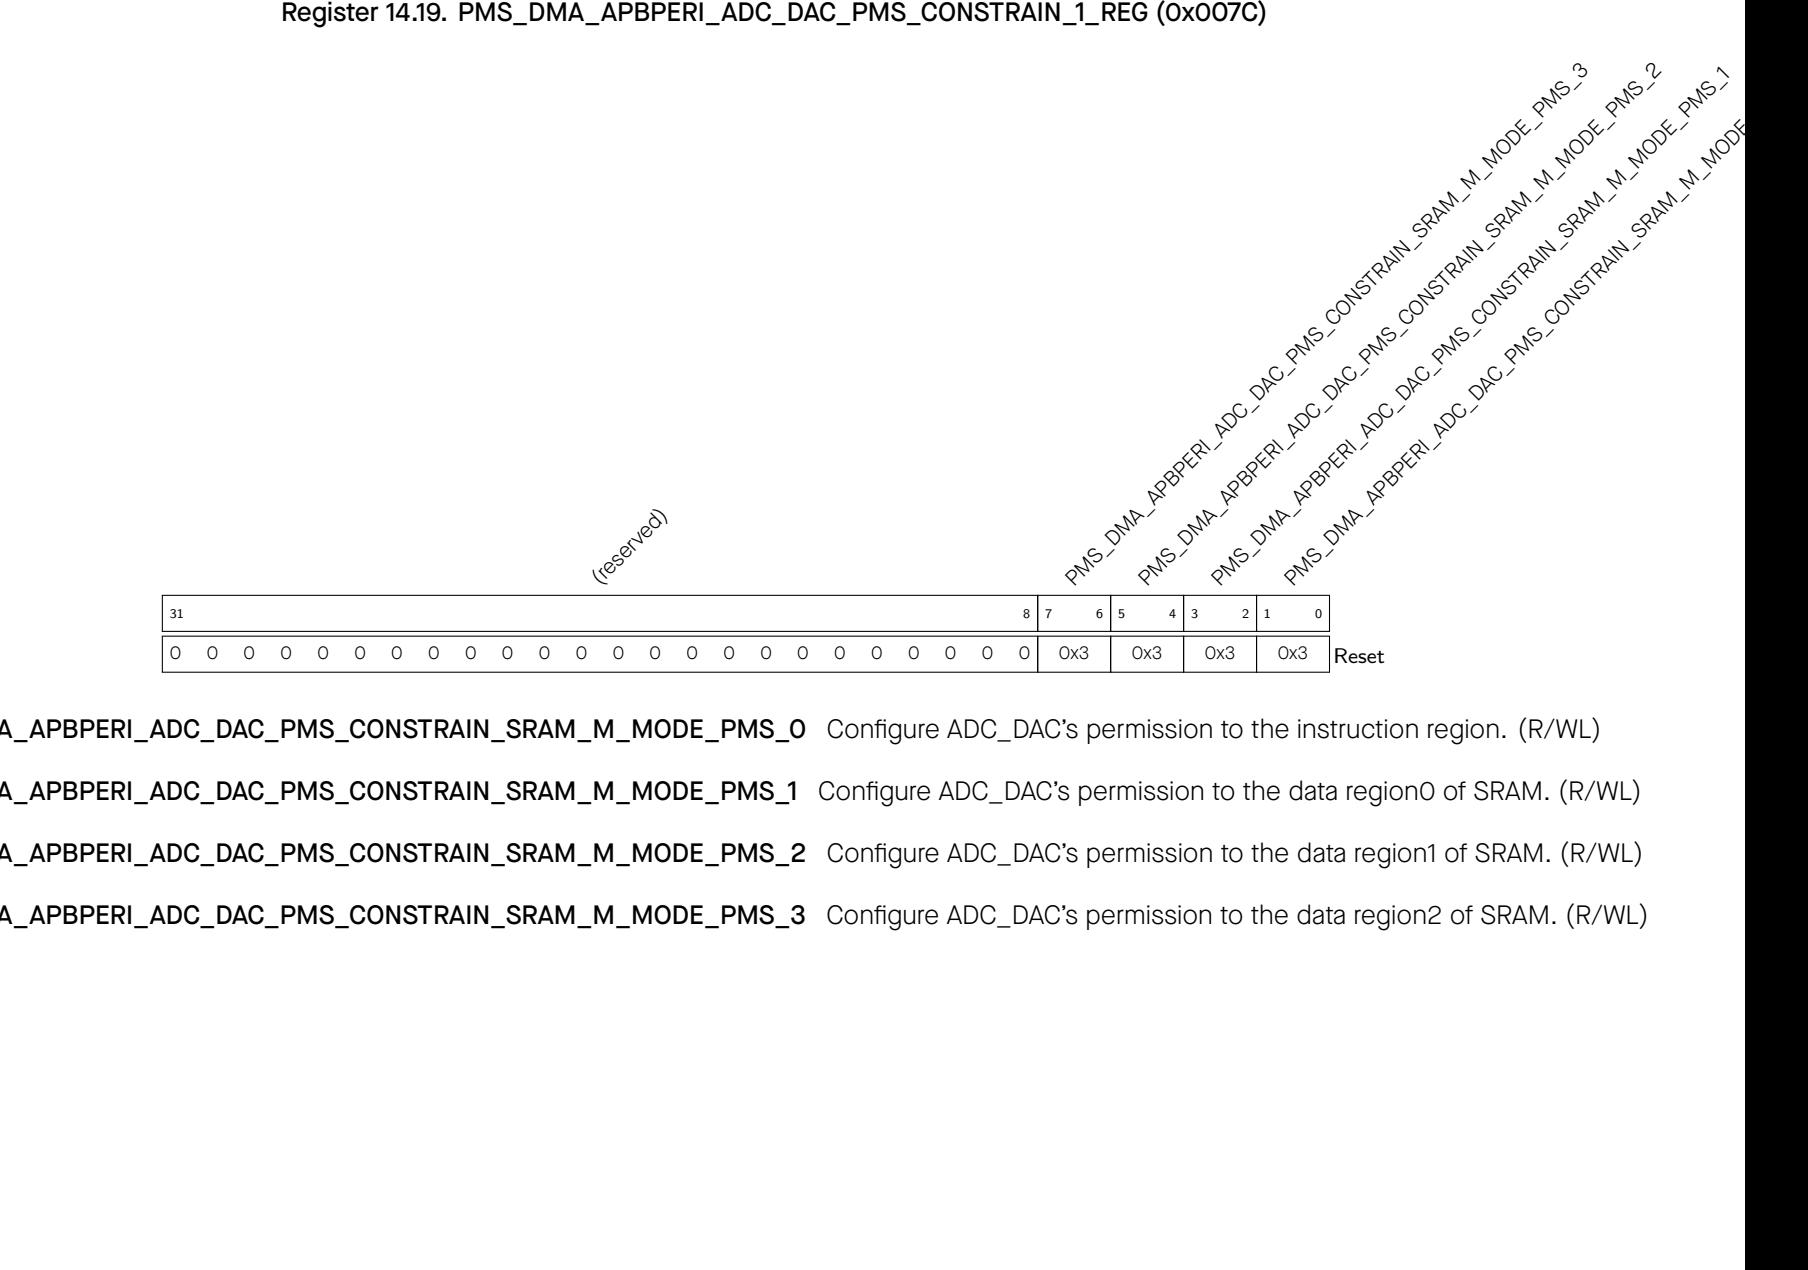 Register 14.19. PMS_DMA_APBPERI_ADC_DAC_PMS_CONSTRAIN_1_REG (0x007C)
(reserved)
PMS_DMA_APBPERI_ADC_DAC_PMS_CONSTRAIN_SRAM_M_MODE_PMS_3
PMS_DMA_APBPERI_ADC_DAC_PMS_CONSTRAIN_SRAM_M_MODE_PMS_2
PMS_DMA_APBPERI_ADC_DAC_PMS_CONSTRAIN_SRAM_M_MODE_PMS_1
PMS_DMA_APBPERI_ADC_DAC_PMS_CONSTRAIN_SRAM_M_MODE
31 8 7 6 5 4 3 2 1 0
0 0 0 0 0 0 0 0 0 0 0 0 0 0 0 0 0 0 0 0 0 0 0 0 0x3 0x3 0x3 0x3 Reset
A_APBPERI_ADC_DAC_PMS_CONSTRAIN_SRAM_M_MODE_PMS_0 Configure ADC_DAC's permission to the instruction region. (R/WL)
A_APBPERI_ADC_DAC_PMS_CONSTRAIN_SRAM_M_MODE_PMS_1 Configure ADC_DAC's permission to the data region0 of SRAM. (R/WL)
A_APBPERI_ADC_DAC_PMS_CONSTRAIN_SRAM_M_MODE_PMS_2 Configure ADC_DAC's permission to the data region1 of SRAM. (R/WL)
A_APBPERI_ADC_DAC_PMS_CONSTRAIN_SRAM_M_MODE_PMS_3 Configure ADC_DAC's permission to the data region2 of SRAM. (R/WL)